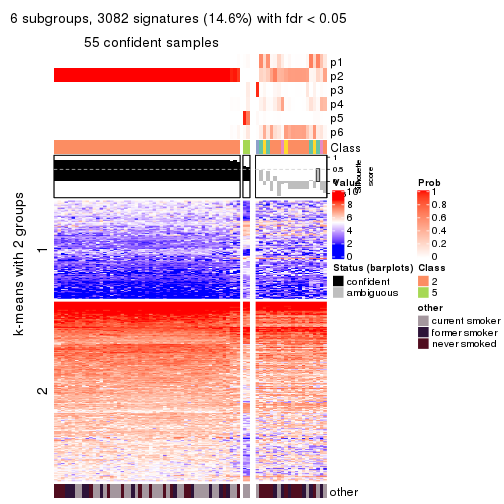 6 subgroups, 3082 signatures (14.6%) with fdr < 0.05
55 confident samples
p1
p2
p3
p4
p5
p6
Class
1
0.5
0
Silhouette
score
k-means with 2 groups
1
2
Value
10
8
6
4
2
0
Prob
1
0.8
0.6
0.4
0.2
0
Status (barplots)
confident
ambiguous
Class
2
5
other
current smoker
former smoker
never smoked
other